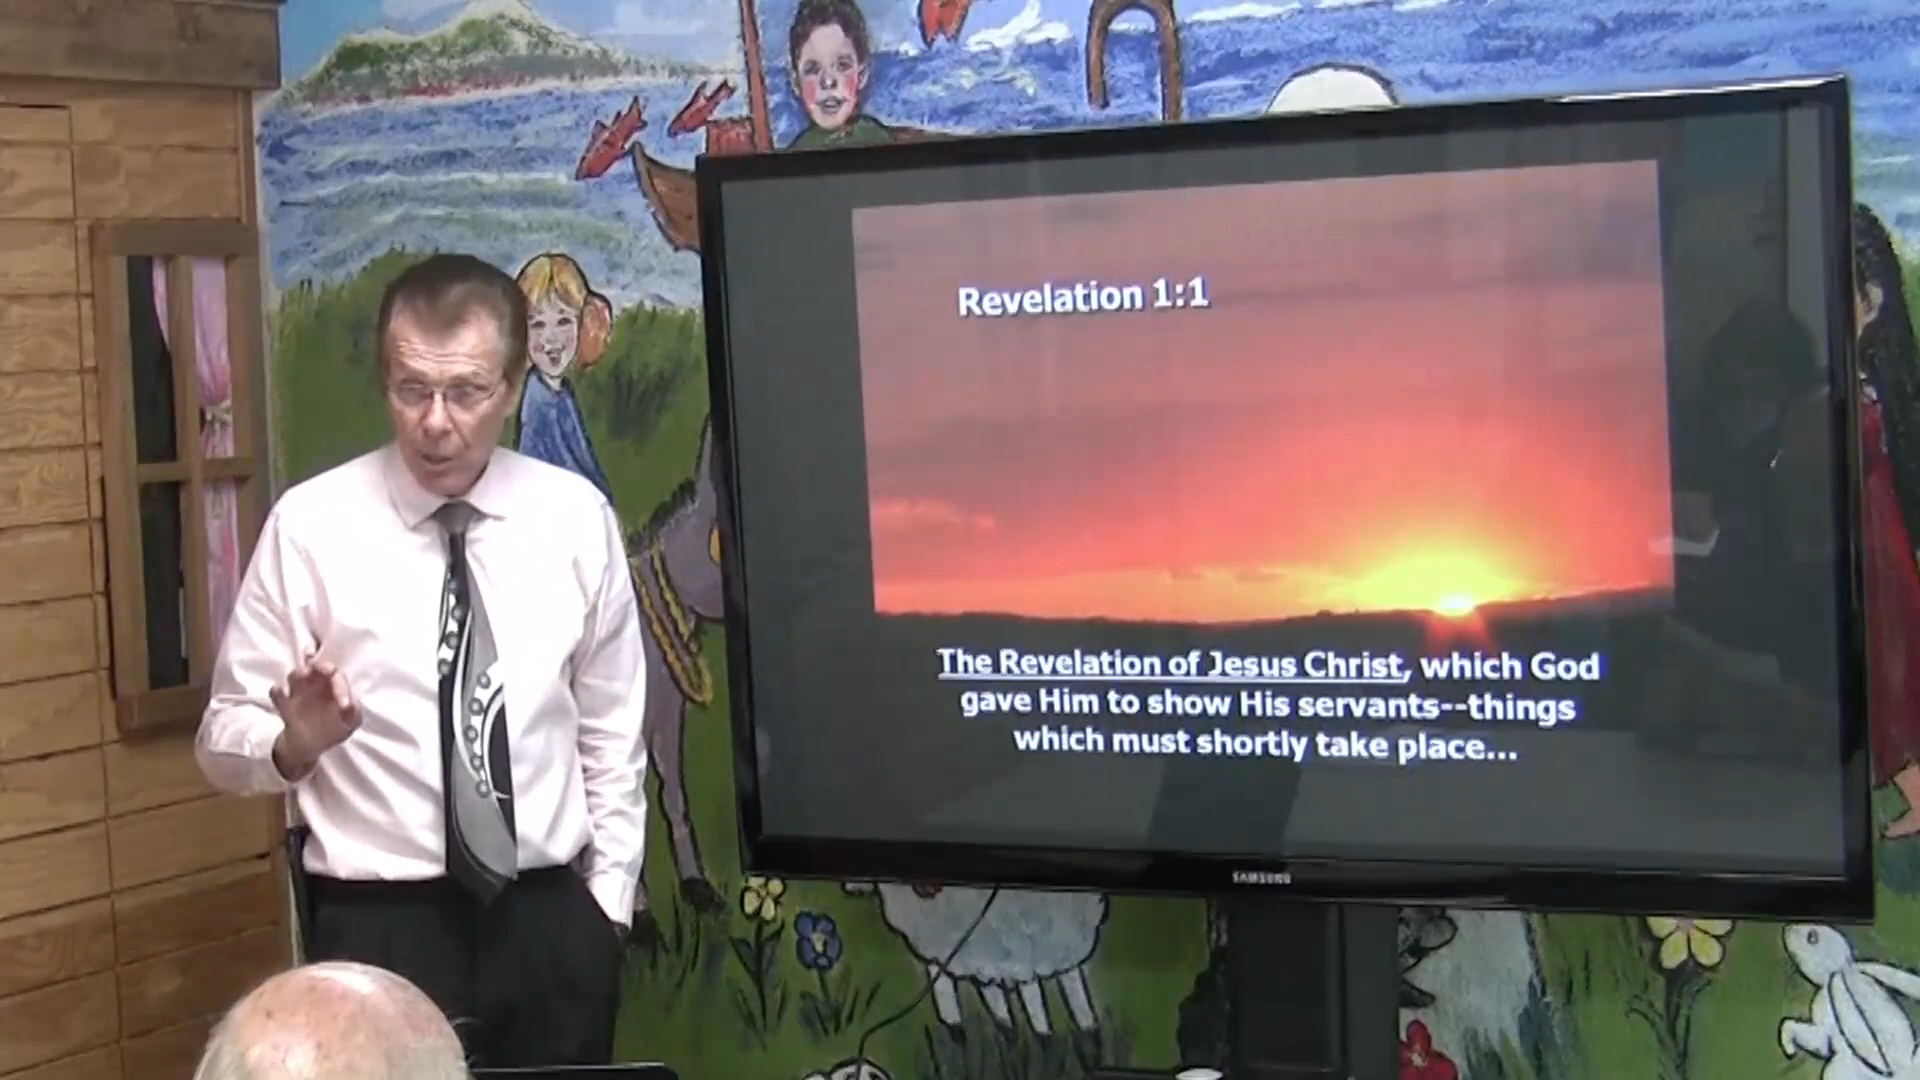 Revelation 1:1
The Revelation of Jesus Christ, which God
gave Him to show His servants--things
which must shortly take place...
SAMSUNG